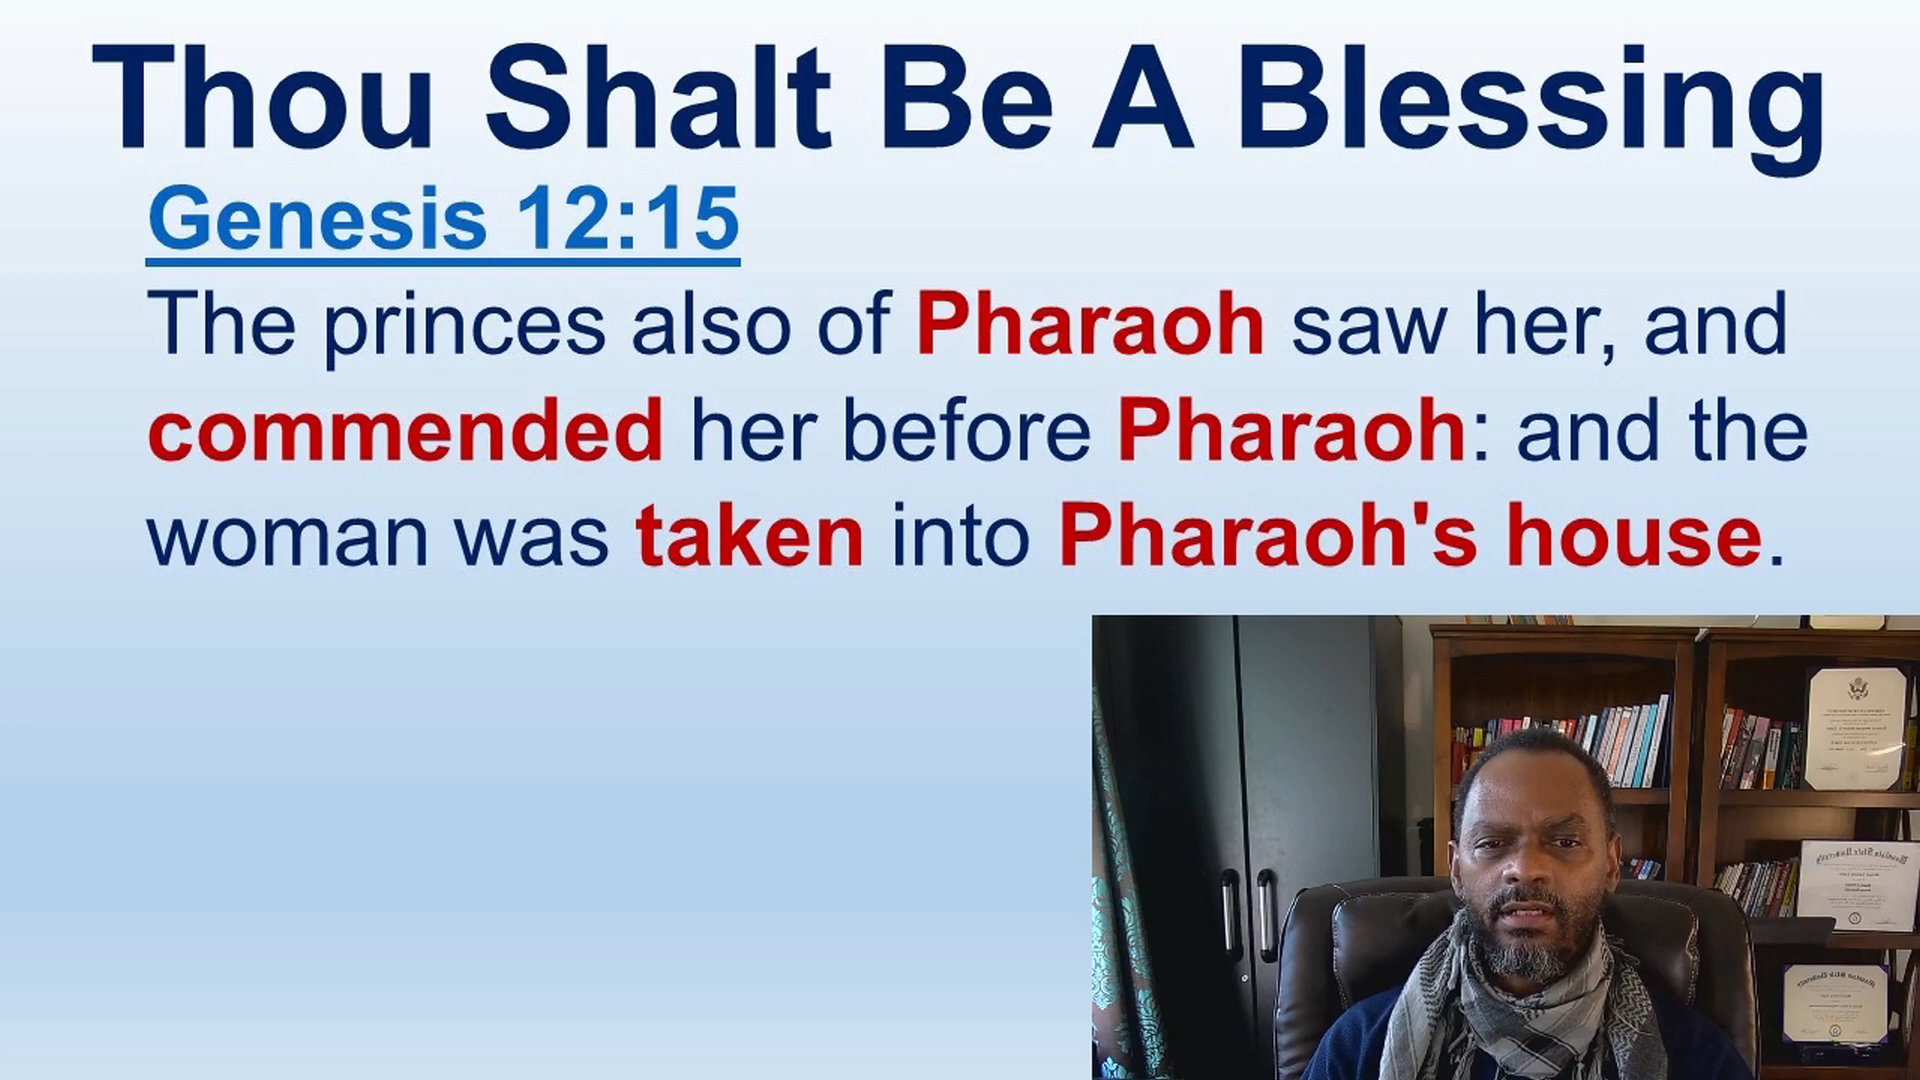 Thou Shalt Be A Blessing
Genesis 12:15
The princes also of Pharaoh saw her, and
commended her before Pharaoh: and the
woman was taken into Pharaoh's house.